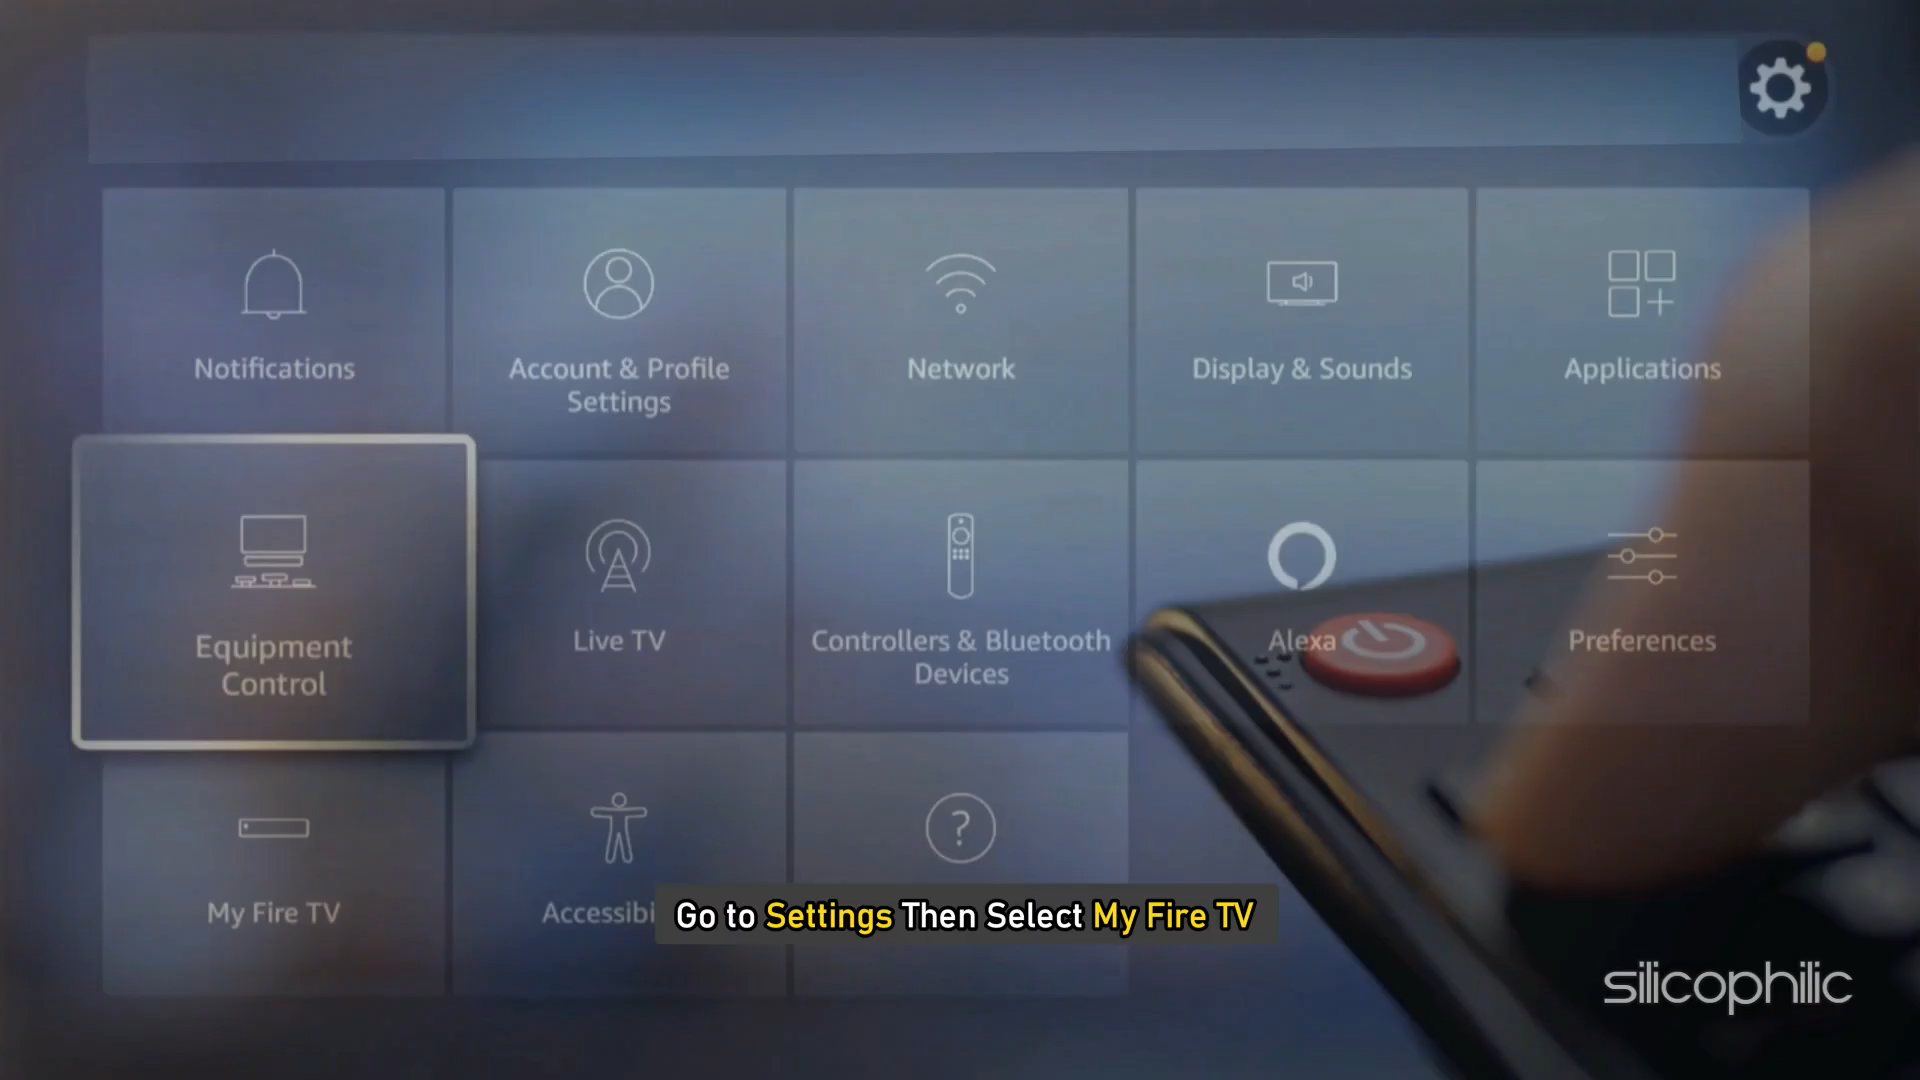 Notifications
Account & Profile
Settings
Network
Display & Sounds
Applications
Equipment
Control
Live TV
Controllers & Bluetooth
Devices
Alexa
Preferences
My Fire TV
Accessibi
?
Go to Settings Then Select My Fire TV
silicophilic